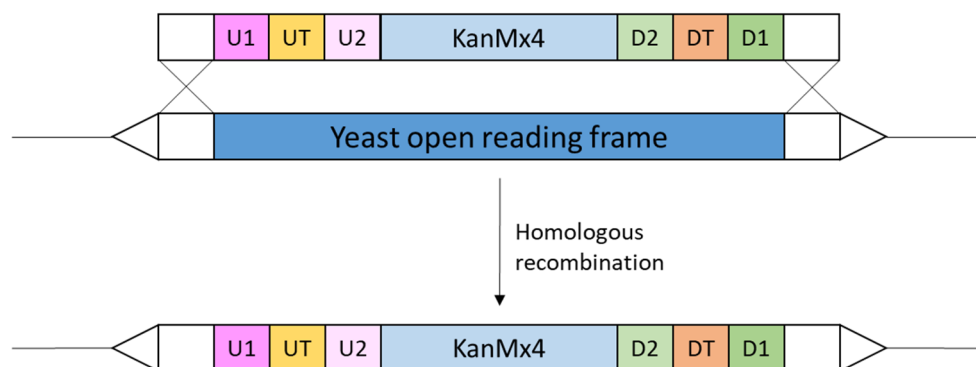 U1 UT U2 KanMx4 D2 DT D1
Yeast open reading frame
Homologous
recombination
U1 UT U2 KanMx4 D2 DT D1